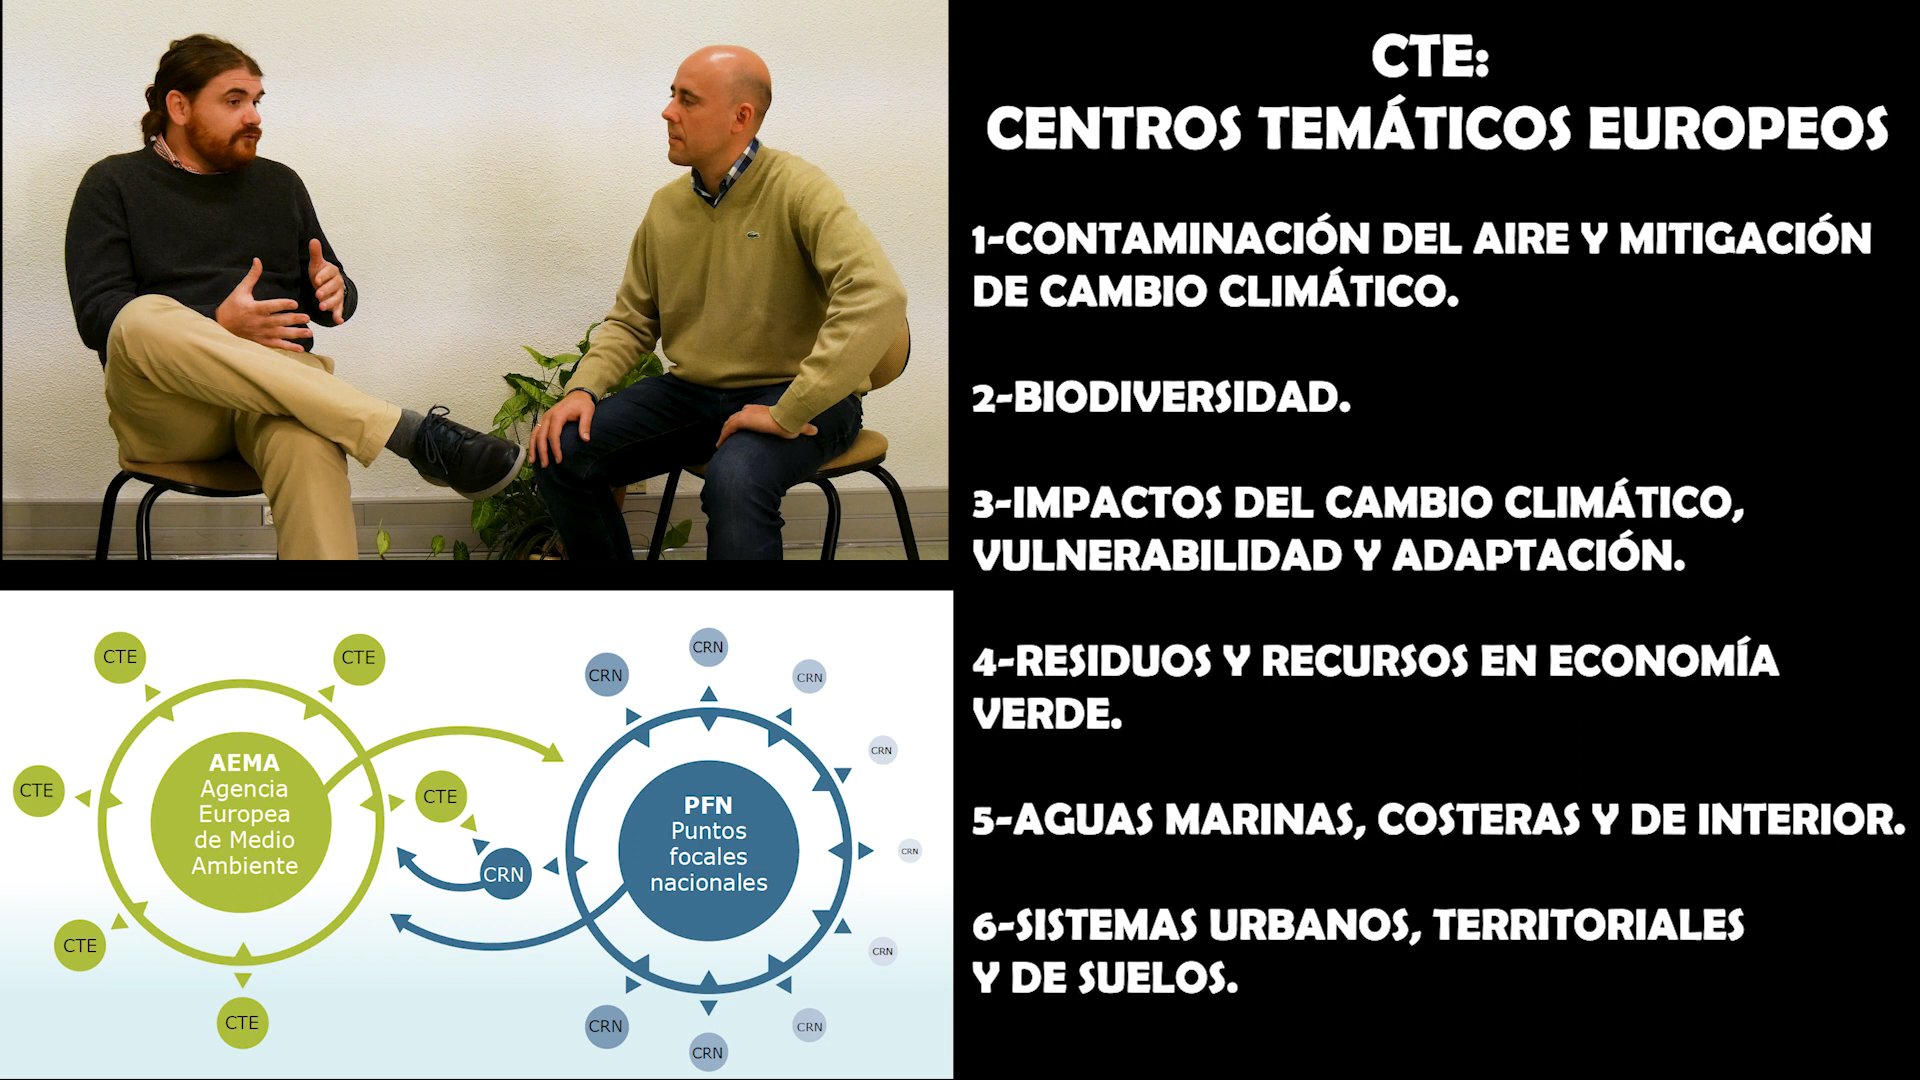 CTE:
CENTROS TEMÁTICOS EUROPEOS
1-CONTAMINACIÓN DEL AIRE Y MITIGACIÓN
DE CAMBIO CLIMÁTICO.
2-BIODIVERSIDAD.
3-IMPACTOS DEL CAMBIO CLIMÁTICO,
VULNERABILIDAD Y ADAPTACIÓN.
4-RESIDUOS Y RECURSOS EN ECONOMÍA
VERDE.
5-AGUAS MARINAS, COSTERAS Y DE INTERIOR.
6-SISTEMAS URBANOS, TERRITORIALES
Y DE SUELOS.
CTE
CTE
CTE
CTE
CTE
CTE
AEMA
Agencia
Europea
de Medio
Ambiente
CRN
PFN
Puntos
focales
nacionales
CRN
CRN
CRN
CRN
CRN
CRN
CRN
CRN
CRN